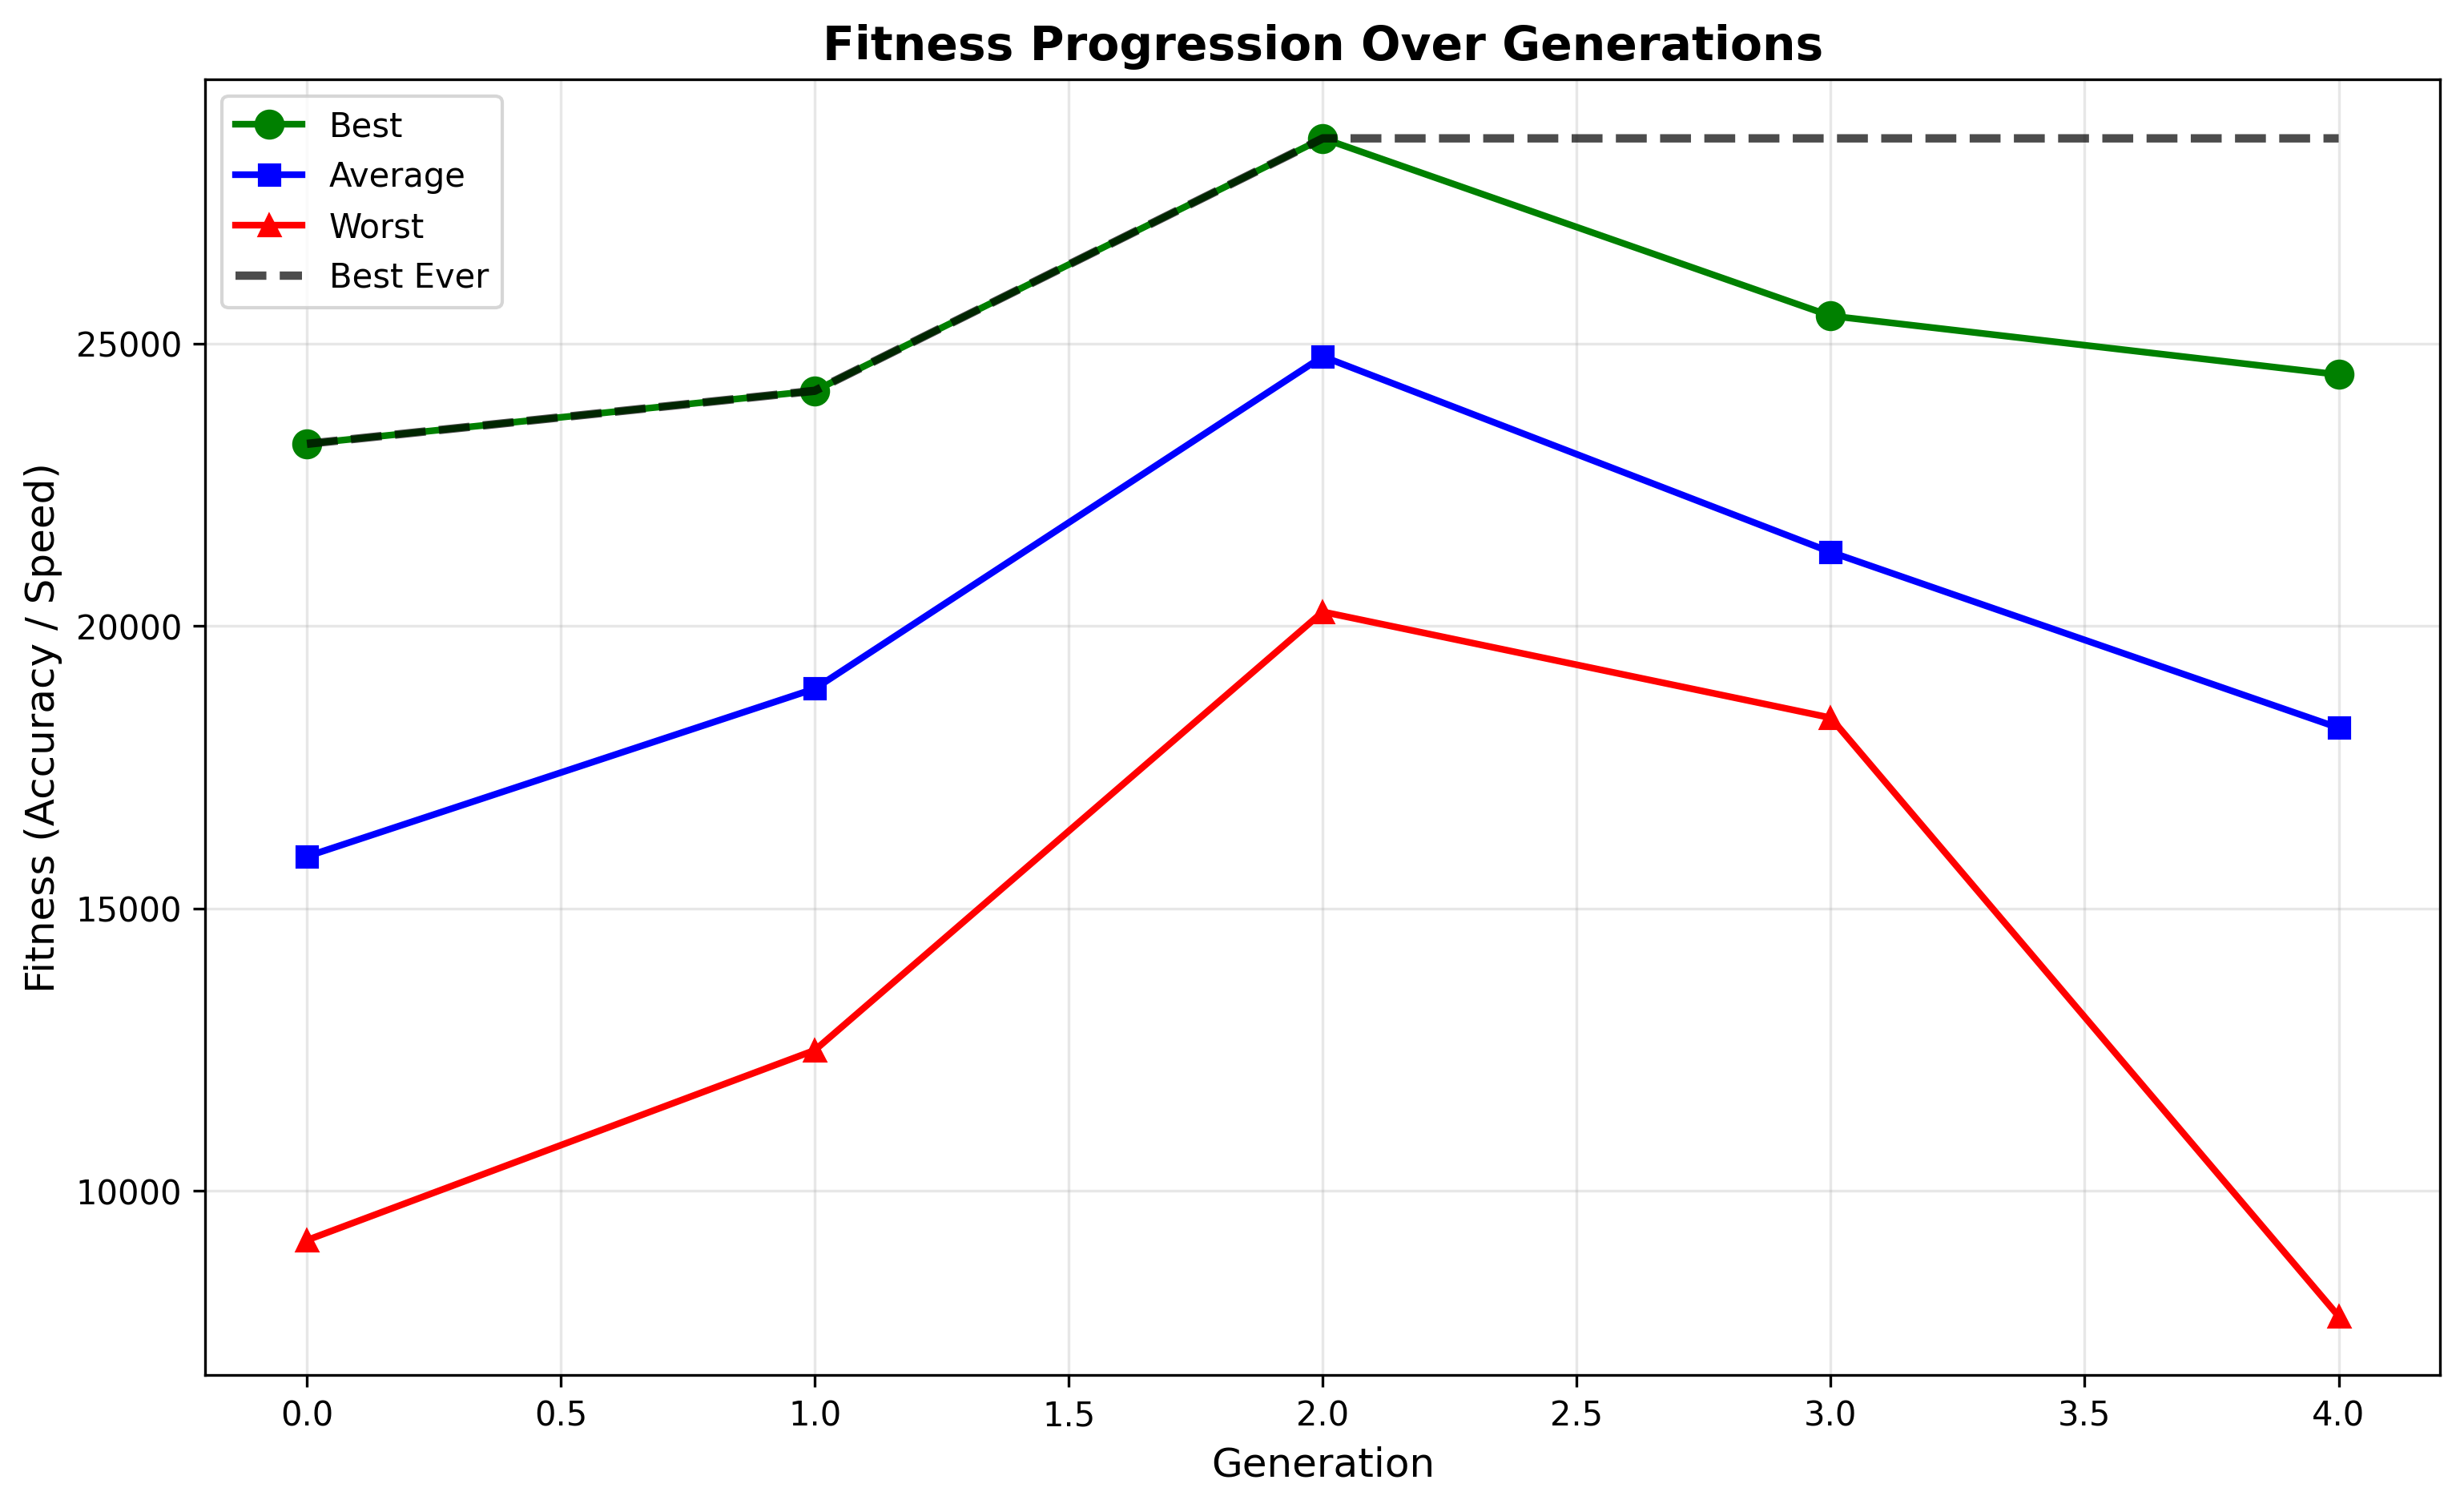 Fitness Progression Over Generations
Best
Average
Worst
Best Ever
Fitness (Accuracy / Speed)
25000
20000
15000
10000
0.0 0.5 1.0 1.5 2.0 2.5 3.0 3.5 4.0
Generation